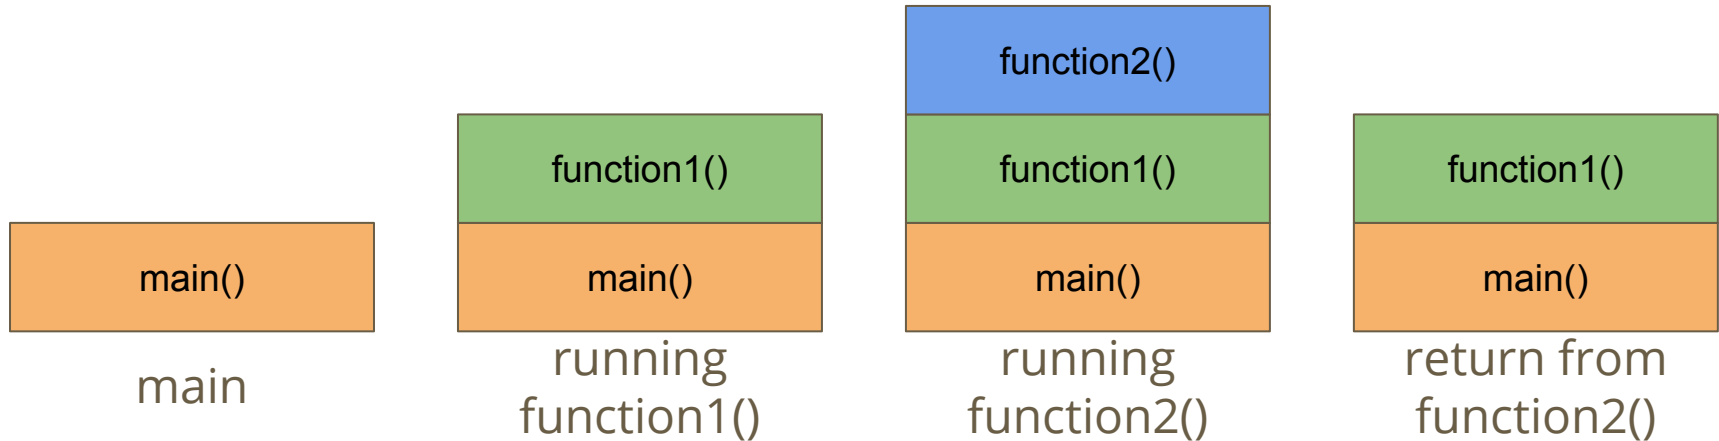 main()
main
function1()
main()
running
function1()
function2()
function1()
main()
running
function2()
function1()
main()
return from
function2()